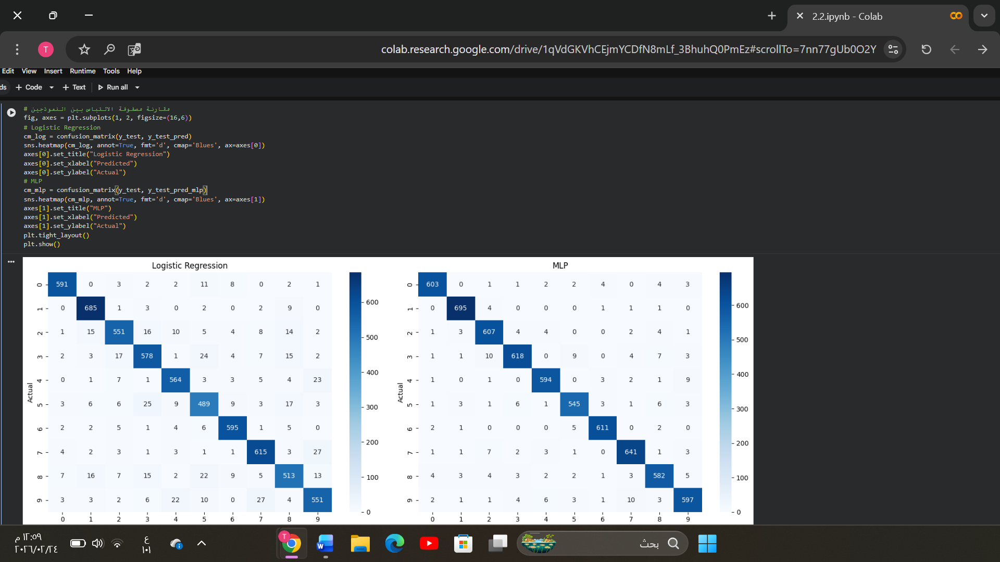 2.2.ipynb - Colab
T
colab.research.google.com/drive/1qVdGKVhCEjmYCDfN8mLf_3BhuhQ0PmEz#scrollTo=7nn77gUb0O2Y
Edit View Insert Runtime Tools Help
ds + Code + Text Run all
# مقارنة مصفوفة الالتباس بين النموذجين
fig, axes = plt.subplots(1, 2, figsize=(16,6))
# Logistic Regression
cm_log = confusion_matrix(y_test, y_test_pred)
sns.heatmap(cm_log, annot=True, fmt='d', cmap='Blues', ax=axes[0])
axes[0].set_title("Logistic Regression")
axes[0].set_xlabel("Predicted")
axes[0].set_ylabel("Actual")
# MLP
cm_mlp = confusion_matrix(y_test, y_test_pred_mlp)
sns.heatmap(cm_mlp, annot=True, fmt='d', cmap='Blues', ax=axes[1])
axes[1].set_title("MLP")
axes[1].set_xlabel("Predicted")
axes[1].set_ylabel("Actual")
plt.tight_layout()
plt.show()
Logistic Regression
0 591 0 3 2 2 11 8 0 2 1
1 0 685 1 3 0 2 0 2 9 0
2 1 15 551 16 10 5 4 8 14 2
3 2 3 17 578 1 24 4 7 15 2
4 0 1 7 1 564 3 3 5 4 23
5 3 6 6 25 9 489 9 3 17 3
6 2 2 5 1 4 6 595 1 5 0
7 4 2 3 1 3 1 1 615 3 27
8 7 16 7 15 2 22 9 5 513 13
9 3 3 2 6 22 10 0 27 4 551
0 1 2 3 4 5 6 7 8 9
Actual
600
500
400
300
200
100
0
MLP
0 603 0 1 1 2 2 4 0 4 3
1 0 695 4 0 0 0 1 1 1 0
2 1 3 607 4 4 0 0 2 4 1
3 1 1 10 618 0 9 0 4 7 3
4 1 0 1 0 594 0 3 2 1 9
5 1 3 1 6 1 545 3 1 6 3
6 2 1 0 0 0 5 611 0 2 0
7 1 1 7 2 3 1 0 641 1 3
8 4 3 4 3 2 2 1 3 582 5
9 2 1 1 4 6 3 1 10 3 597
0 1 2 3 4 5 6 7 8 9
Actual
600
500
400
300
200
100
0
١٢:٥٩ م
٢٠٢٦/٠٢/٢٤
ع
١٠١
T
W
بحث